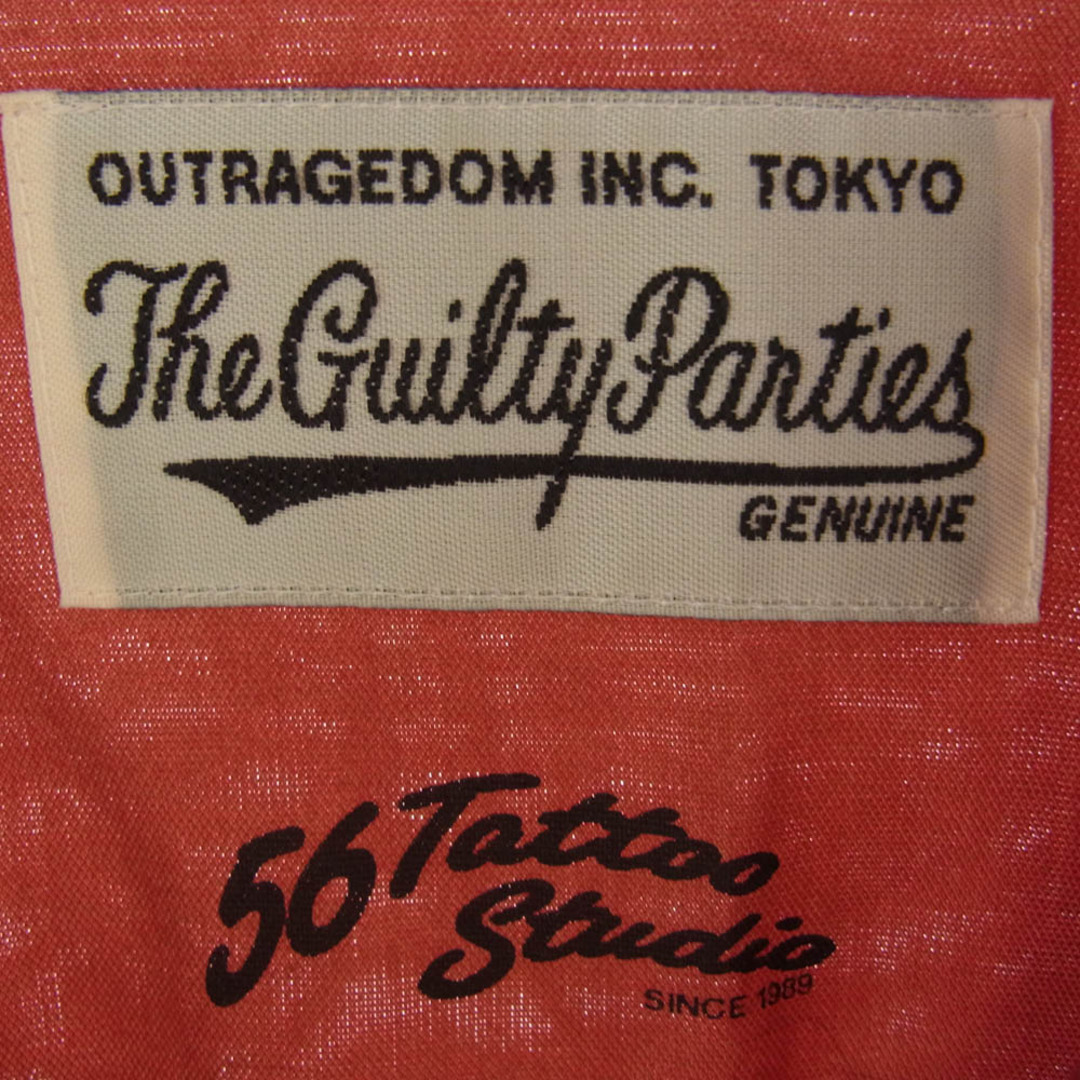 OUTRAGEDOM INC. TOKYO
The Guilty Parties
GENUINE
56 Tattoo
Studio
SINCE 1989